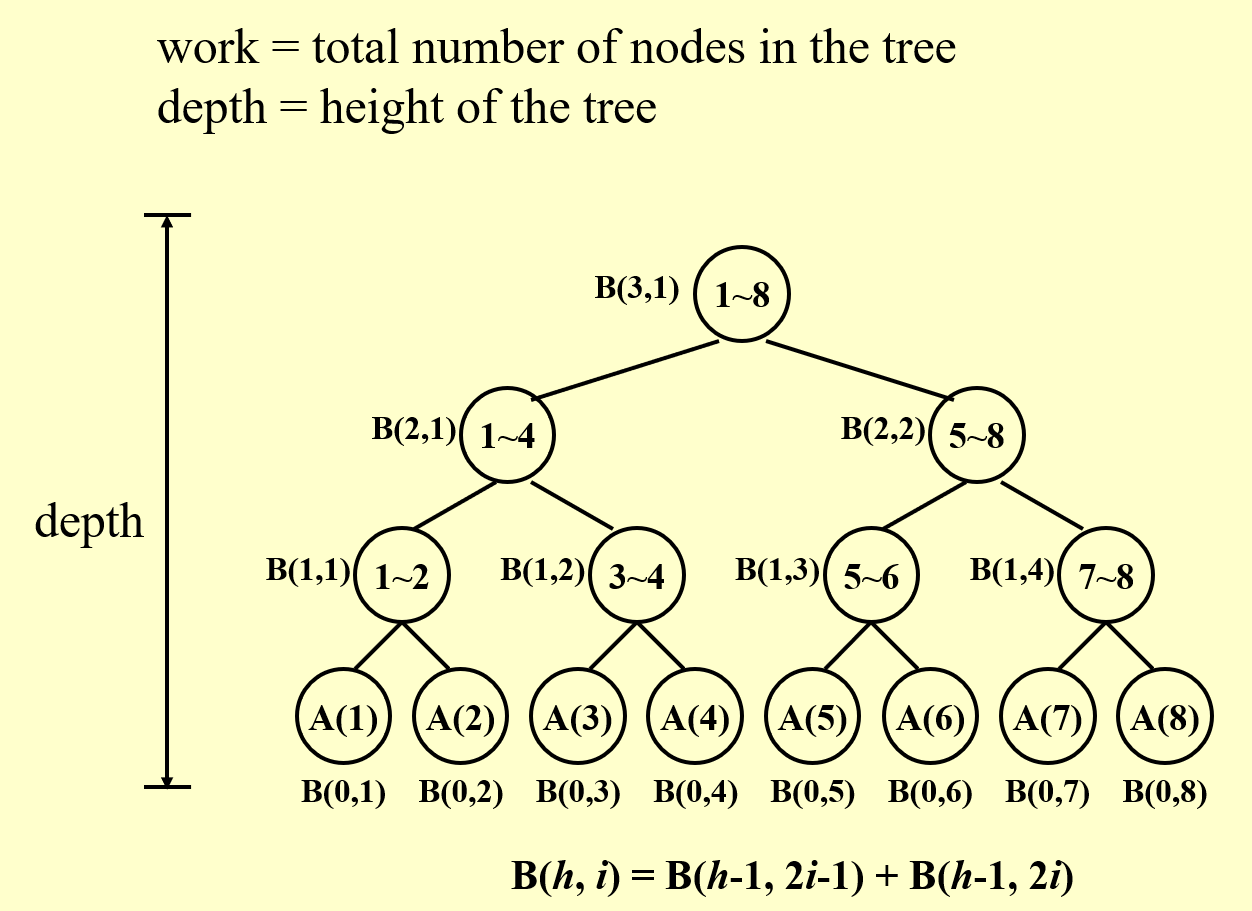 work = total number of nodes in the tree
depth = height of the tree
B(3,1) 1~8
B(2,1) 1~4 B(2,2) 5~8
depth
B(1,1) 1~2 B(1,2) 3~4 B(1,3) 5~6 B(1,4) 7~8
A(1) A(2) A(3) A(4) A(5) A(6) A(7) A(8)
B(0,1) B(0,2) B(0,3) B(0,4) B(0,5) B(0,6) B(0,7) B(0,8)
B(h, i) = B(h-1, 2i-1) + B(h-1, 2i)